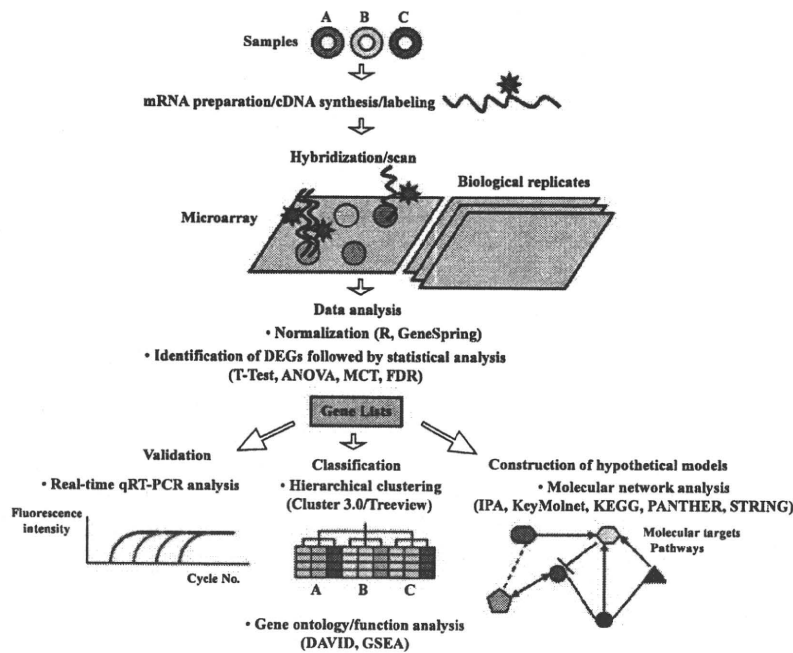 A B C
Samples
mRNA preparation/cDNA synthesis/labeling
Hybridization/scan
Biological replicates
Microarray
Data analysis
• Normalization (R, GeneSpring)
• Identification of DEGs followed by statistical analysis
(T-Test, ANOVA, MCT, FDR)
Gene Lists
Validation
• Real-time qRT-PCR analysis
Fluorescence
intensity
Cycle No.
Classification
• Hierarchical clustering
(Cluster 3.0/Treeview)
A B C
• Gene ontology/function analysis
(DAVID, GSEA)
Construction of hypothetical models
• Molecular network analysis
(IPA, KeyMolnet, KEGG, PANTHER, STRING)
Molecular targets
Pathways